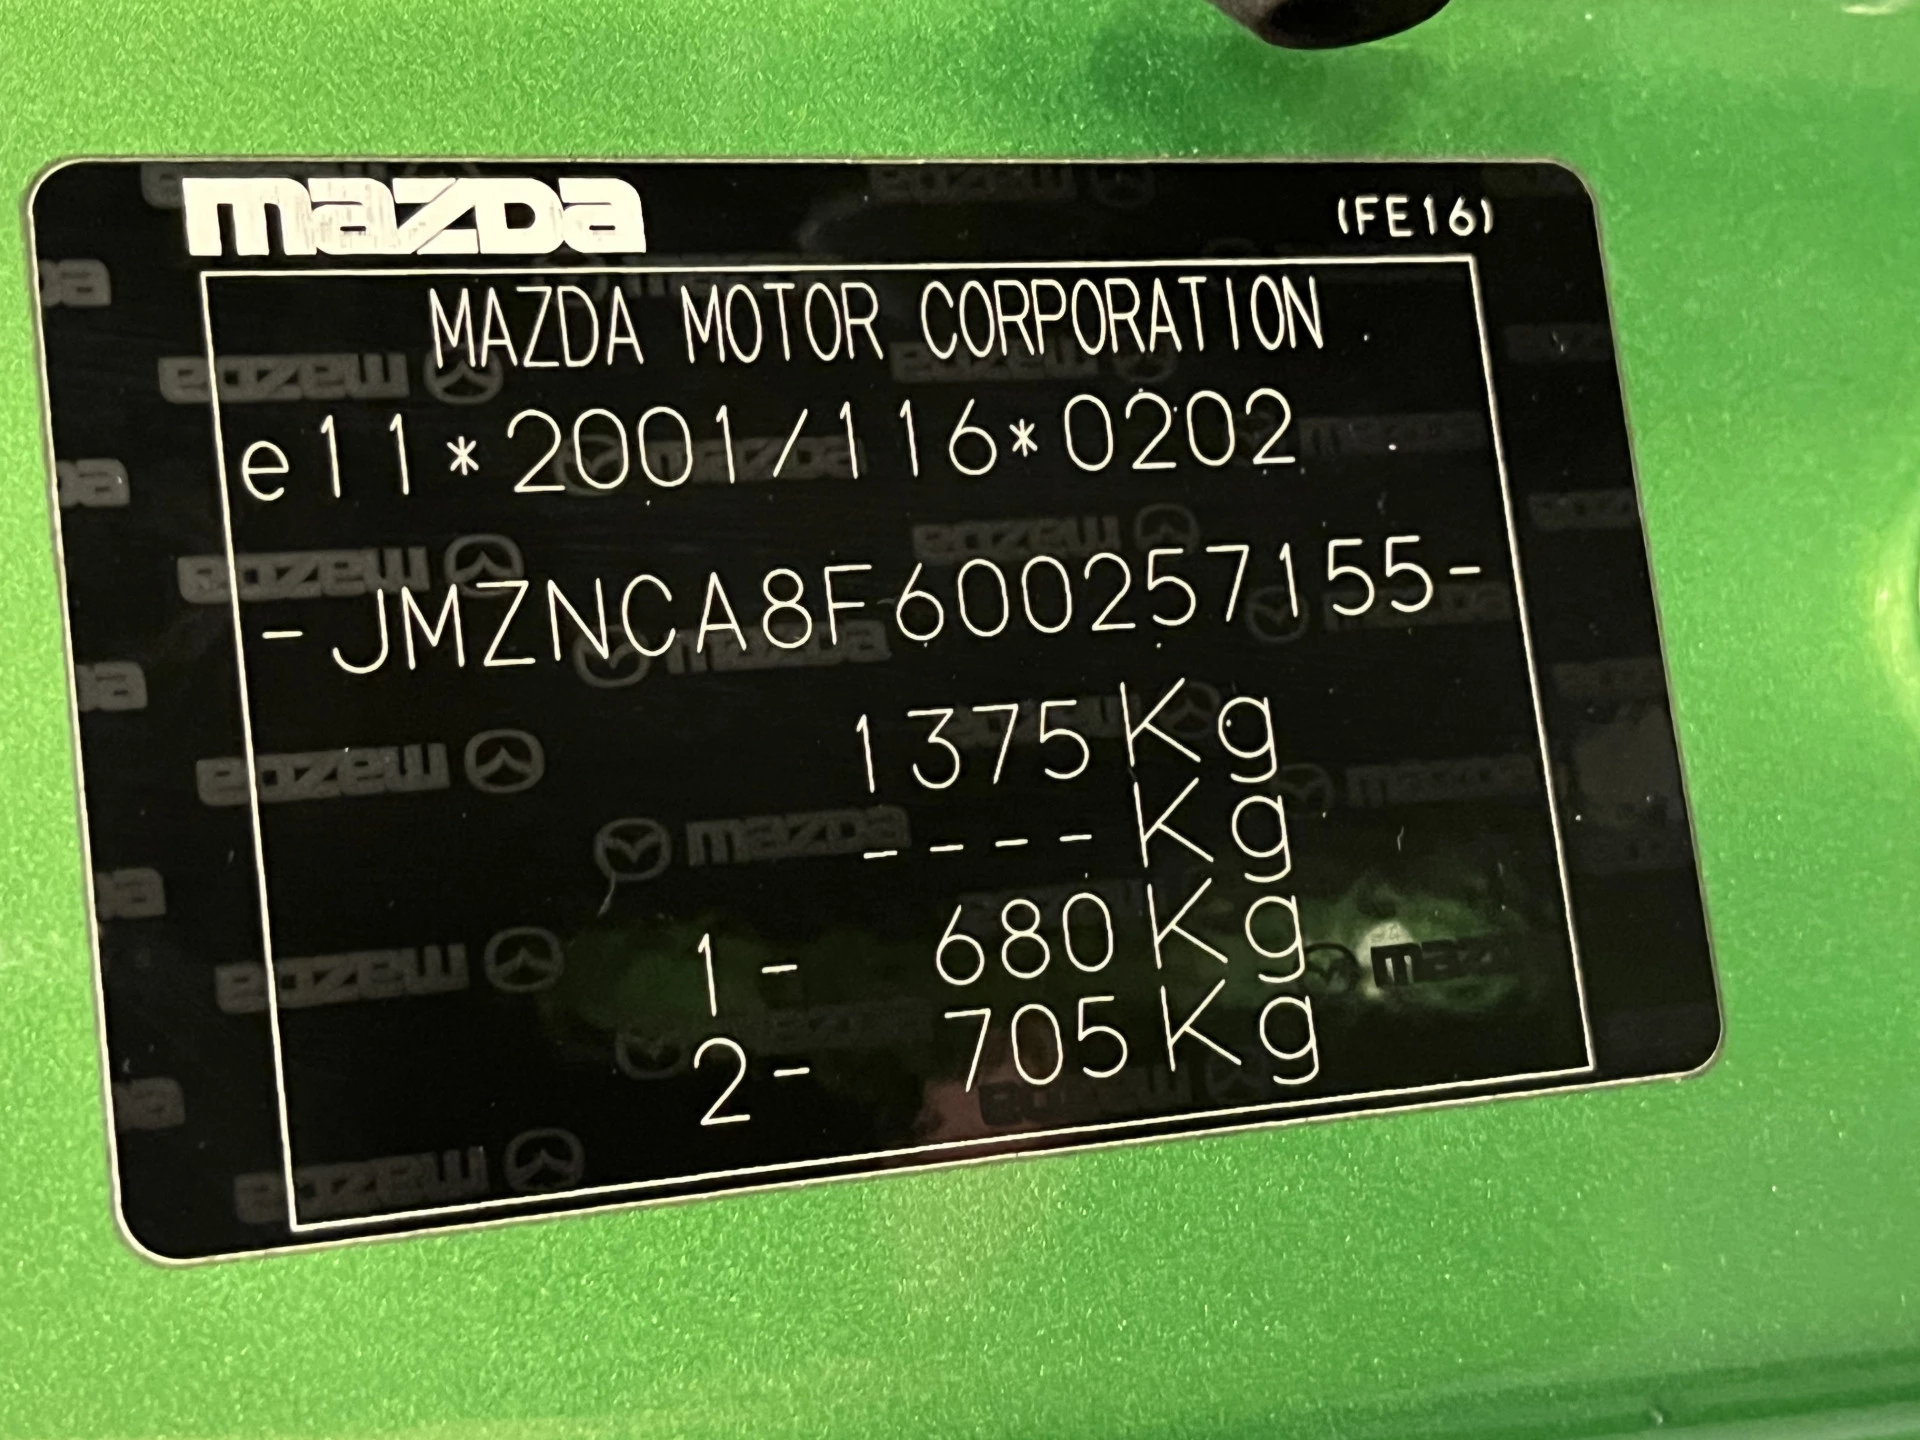 mazda (FE16)
MAZDA MOTOR CORPORATION
e11*2001/116*0202
-JMZNCA8F600257155-
1375Kg
----Kg
1- 680Kg
2- 705Kg